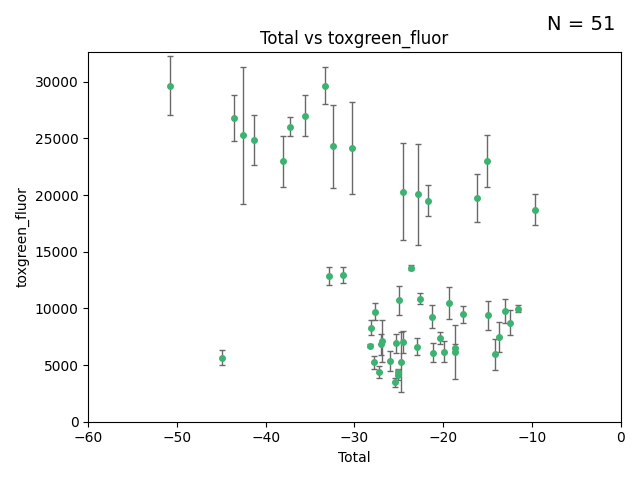 N = 51
Total vs toxgreen_fluor
toxgreen_fluor
30000
25000
20000
15000
10000
5000
0
−60 −50 −40 −30 −20 −10 0
Total